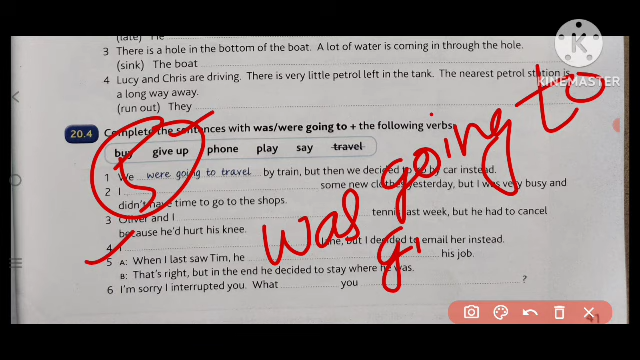 (late) He
3 There is a hole in the bottom of the boat. A lot of water is coming in through the hole.
(sink) The boat
4 Lucy and Chris are driving. There is very little petrol left in the tank. The nearest petrol station is
a long way away.
(run out) They
20.4 Complete the sentences with was/were going to + the following verbs:
buy give up phone play say travel
1 We were going to travel by train, but then we decided to go by car instead.
2 I some new clothes yesterday, but I was very busy and
didn't have time to go to the shops.
3 Oliver and I tennis last week, but he had to cancel
because he'd hurt his knee.
4 I Jane, but I decided to email her instead.
5 A: When I last saw Tim, he his job.
B: That's right, but in the end he decided to stay where he was.
6 I'm sorry I interrupted you. What you ?
5
was going to
gi
K
KINEMASTER
41